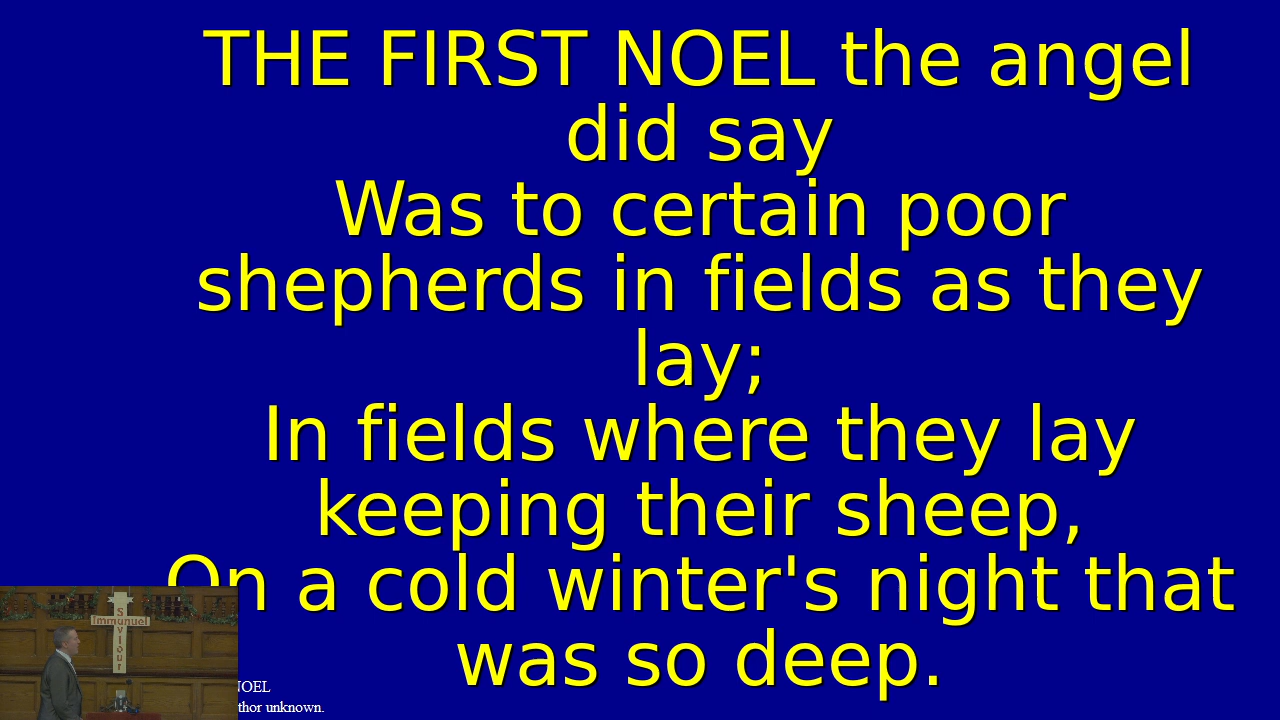 THE FIRST NOEL the angel
did say
Was to certain poor
shepherds in fields as they
lay;
In fields where they lay
keeping their sheep,
On a cold winter's night that
was so deep.
Immanuel
Saviour
NOEL
unknown.